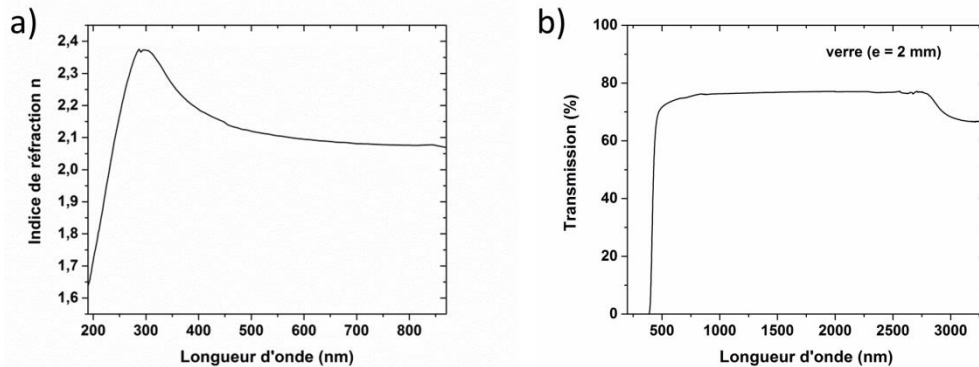 a)
2,4
2,3
2,2
2,1
2,0
1,9
1,8
1,7
1,6
Indice de réfraction n
200 300 400 500 600 700 800
Longueur d'onde (nm)
b)
100
80
60
40
20
0
Transmission (%)
verre (e = 2 mm)
500 1000 1500 2000 2500 3000
Longueur d'onde (nm)